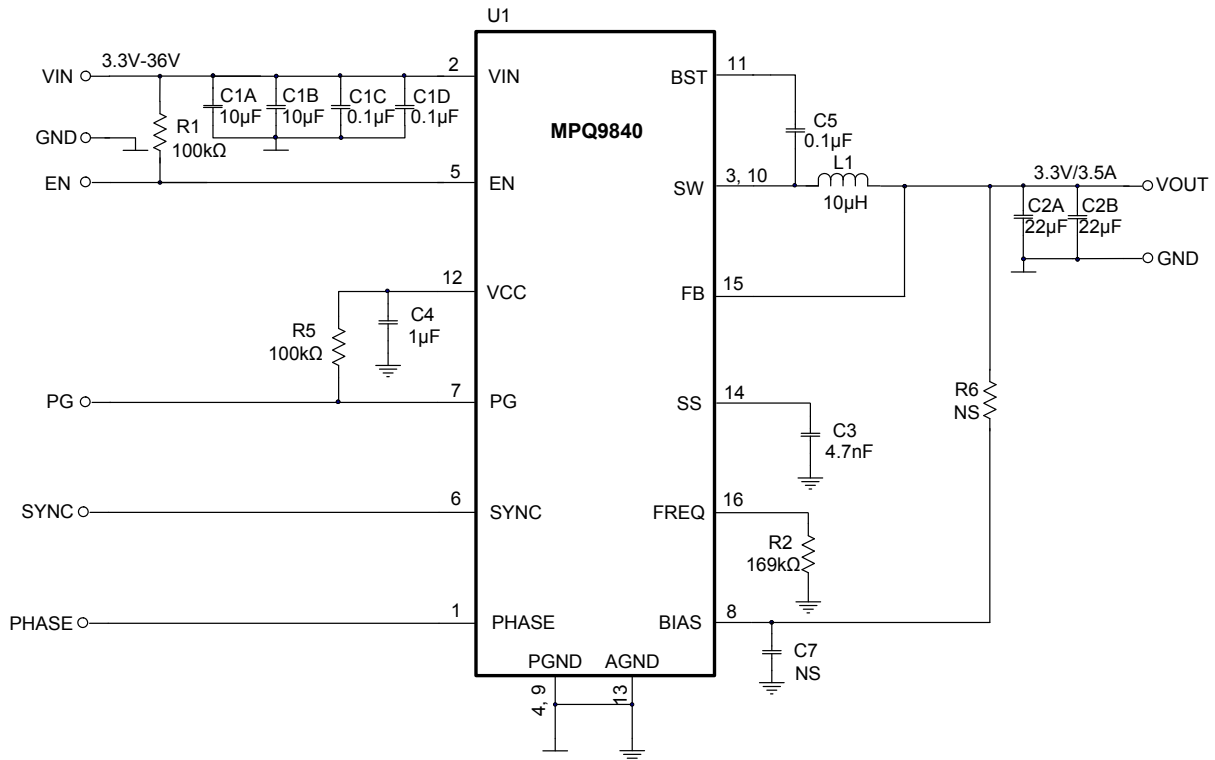 U1
3.3V-36V
VIN
2
VIN
BST
11
C1A
10µF
C1B
10µF
C1C
0.1µF
C1D
0.1µF
C5
0.1µF
GND
R1
100kΩ
MPQ9840
L1
10µH
EN
5
EN
SW
3, 10
3.3V/3.5A
VOUT
C2A
22µF
C2B
22µF
GND
12
VCC
FB
15
R5
100kΩ
C4
1µF
PG
7
PG
SS
14
R6
NS
C3
4.7nF
SYNC
6
SYNC
FREQ
16
R2
169kΩ
PHASE
1
PHASE
BIAS
8
C7
NS
PGND
AGND
4, 9
13